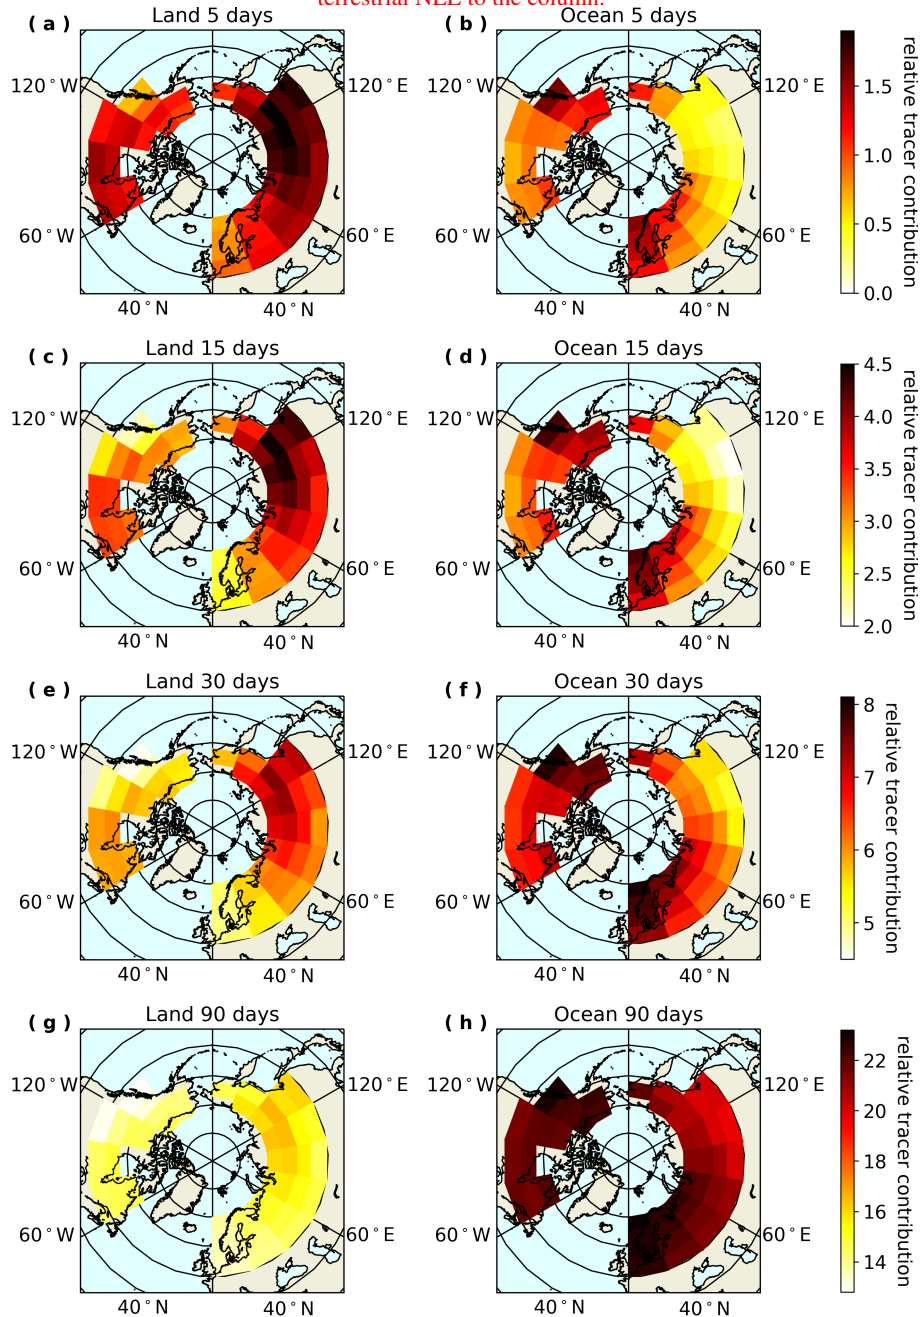 terrestrial NEE to the column.
( a )
Land 5 days
( b )
Ocean 5 days
120°W
120°E
60°W
60°E
40°N
40°N
40°N
40°N
1.5
1.0
0.5
0.0
relative tracer contribution
( c )
Land 15 days
( d )
Ocean 15 days
120°W
120°E
60°W
60°E
40°N
40°N
40°N
40°N
4.5
4.0
3.5
3.0
2.5
2.0
relative tracer contribution
( e )
Land 30 days
( f )
Ocean 30 days
120°W
120°E
60°W
60°E
40°N
40°N
40°N
40°N
8
7
6
5
relative tracer contribution
( g )
Land 90 days
( h )
Ocean 90 days
120°W
120°E
60°W
60°E
40°N
40°N
40°N
40°N
22
20
18
16
14
relative tracer contribution
120°W
120°E
60°W
60°E
120°W
120°E
60°W
60°E
120°W
120°E
60°W
60°E
120°W
120°E
60°W
60°E